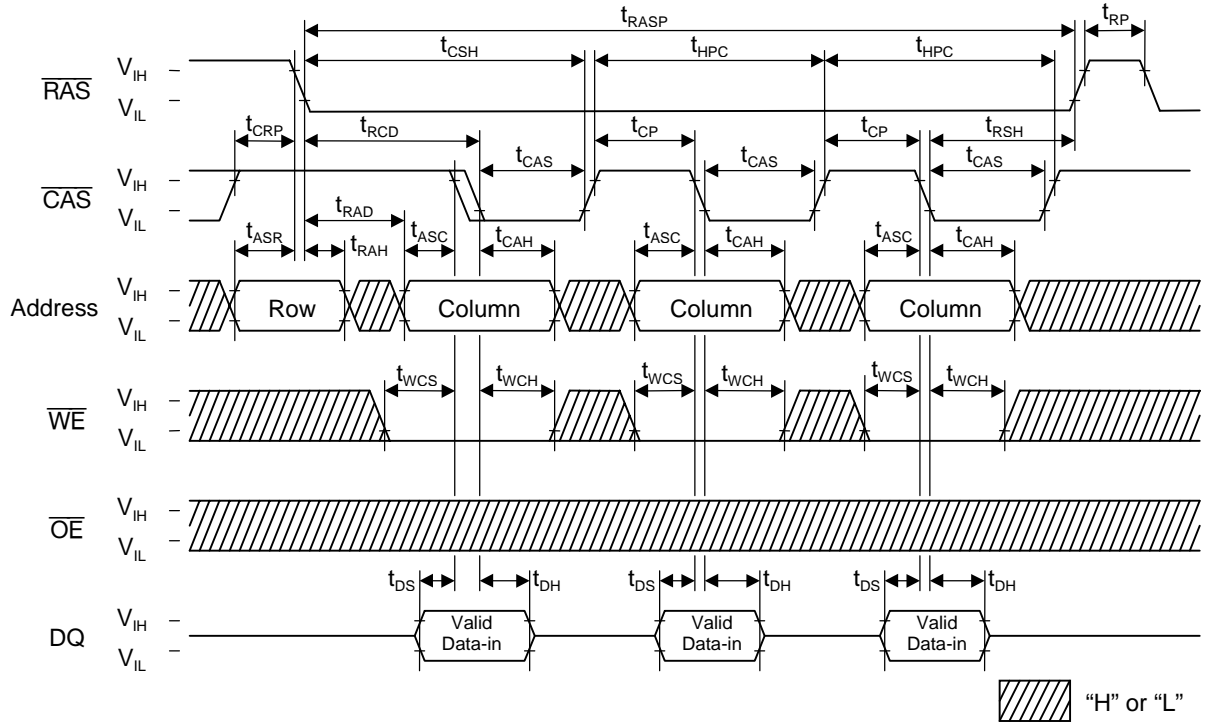 tRASP
tRP
tCSH
tHPC
tHPC
RAS
VIH
VIL
tCRP
tRCD
tCP
tCP
tRSH
tCAS
tCAS
tCAS
CAS
VIH
VIL
tRAD
tASR
tRAH
tASC
tCAH
tASC
tCAH
tASC
tCAH
Address
VIH
VIL
Row
Column
Column
Column
tWCS
tWCH
tWCS
tWCH
tWCS
tWCH
WE
VIH
VIL
OE
VIH
VIL
tDS
tDH
tDS
tDH
tDS
tDH
DQ
VIH
VIL
Valid
Data-in
Valid
Data-in
Valid
Data-in
“H” or “L”